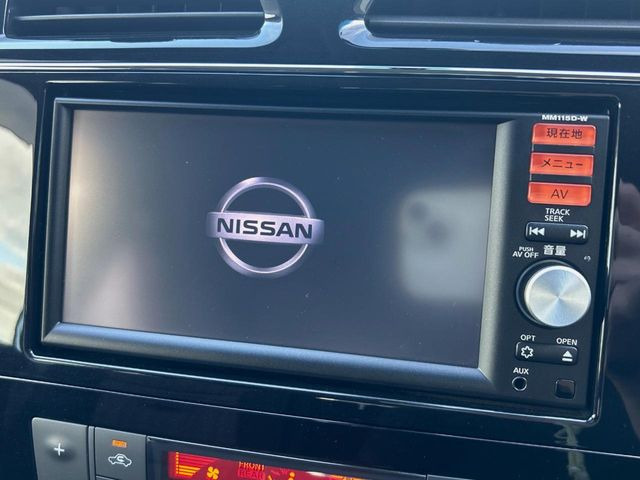 MM115D-W
現在地
メニュー
AV
TRACK
SEEK
音量
PUSH
AV OFF
NISSAN
OPT OPEN
AUX
FRONT
REAR